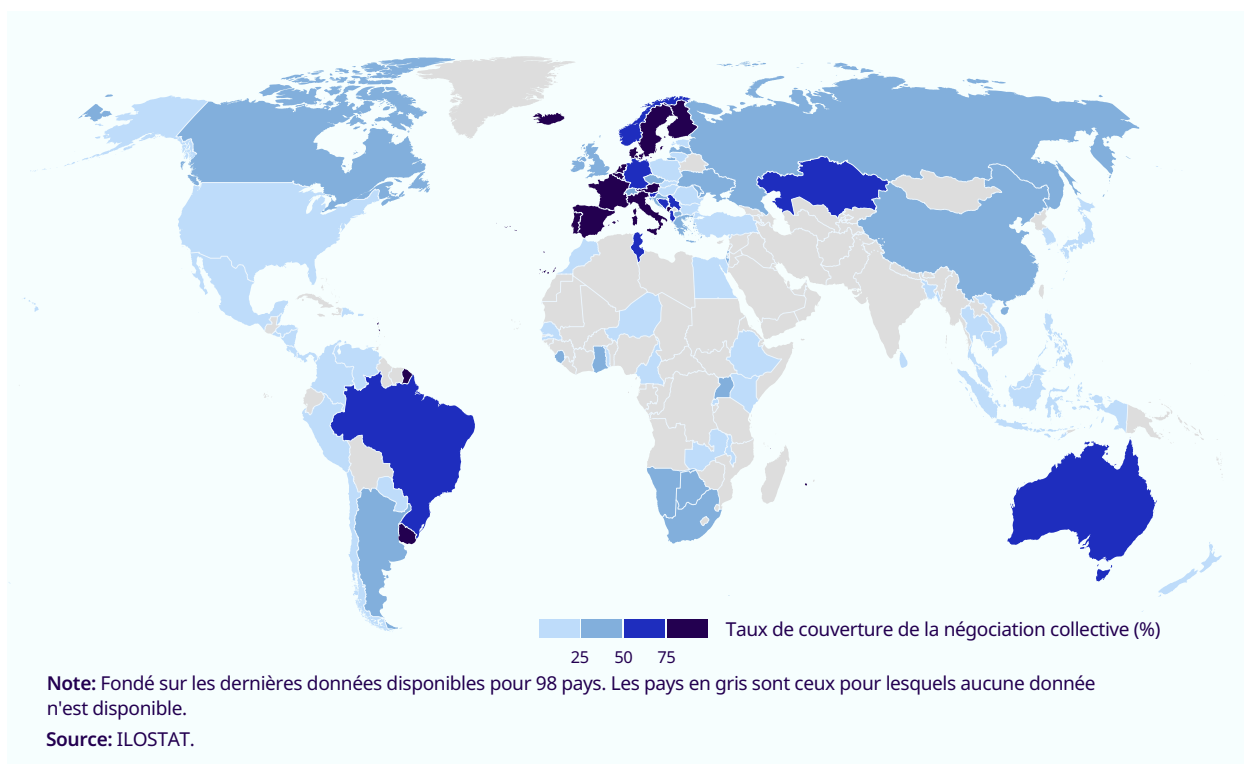 Taux de couverture de la négociation collective (%)
25 50 75
Note: Fondé sur les dernières données disponibles pour 98 pays. Les pays en gris sont ceux pour lesquels aucune donnée
n'est disponible.
Source: ILOSTAT.